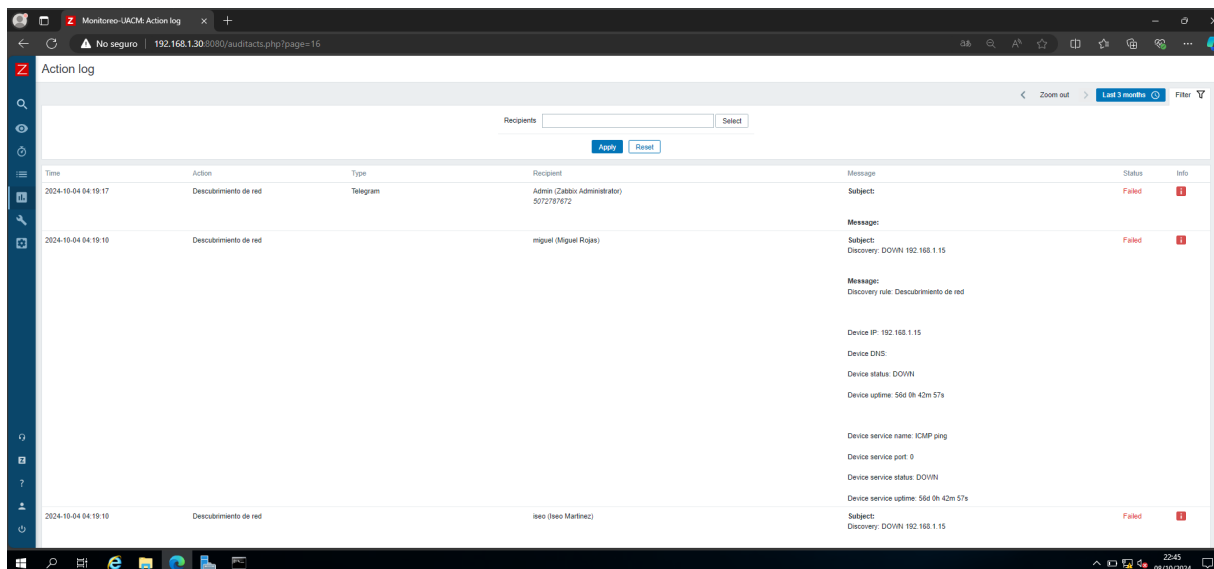 Z Monitoreo-UACM: Action log
No seguro 192.168.1.30:8080/auditacts.php?page=16
Z Action log
Zoom out Last 3 months Filter
Recipients Select
Apply Reset
Time Action Type Recipient Message Status Info
2024-10-04 04:19:17 Descubrimiento de red Telegram Admin (Zabbix Administrator) Subject: Failed
5072787672
Message:
2024-10-04 04:19:10 Descubrimiento de red miguel (Miguel Rojas) Subject: Failed
Discovery: DOWN 192.168.1.15
Message:
Discovery rule: Descubrimiento de red
Device IP: 192.168.1.15
Device DNS:
Device status: DOWN
Device uptime: 56d 0h 42m 57s
Device service name: ICMP ping
Device service port: 0
Device service status: DOWN
Device service uptime: 56d 0h 42m 57s
2024-10-04 04:19:10 Descubrimiento de red iseo (Iseo Martinez) Subject: Failed
Discovery: DOWN 192.168.1.15
22:45
08/10/2024